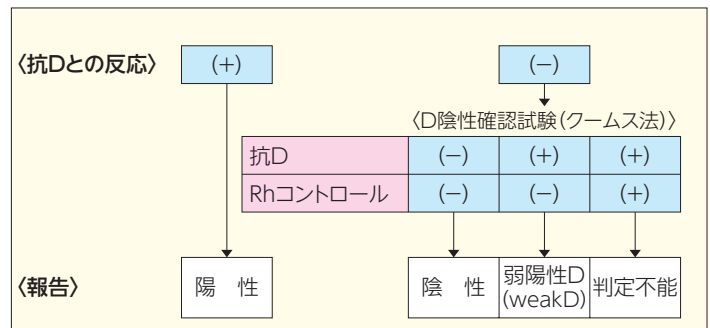 〈抗Dとの反応〉 (+) (−)
〈D陰性確認試験(クームス法)〉
抗D (−) (+) (+)
Rhコントロール (−) (−) (+)
〈報告〉 陽 性 陰 性 弱陽性D 判定不能
(weakD)